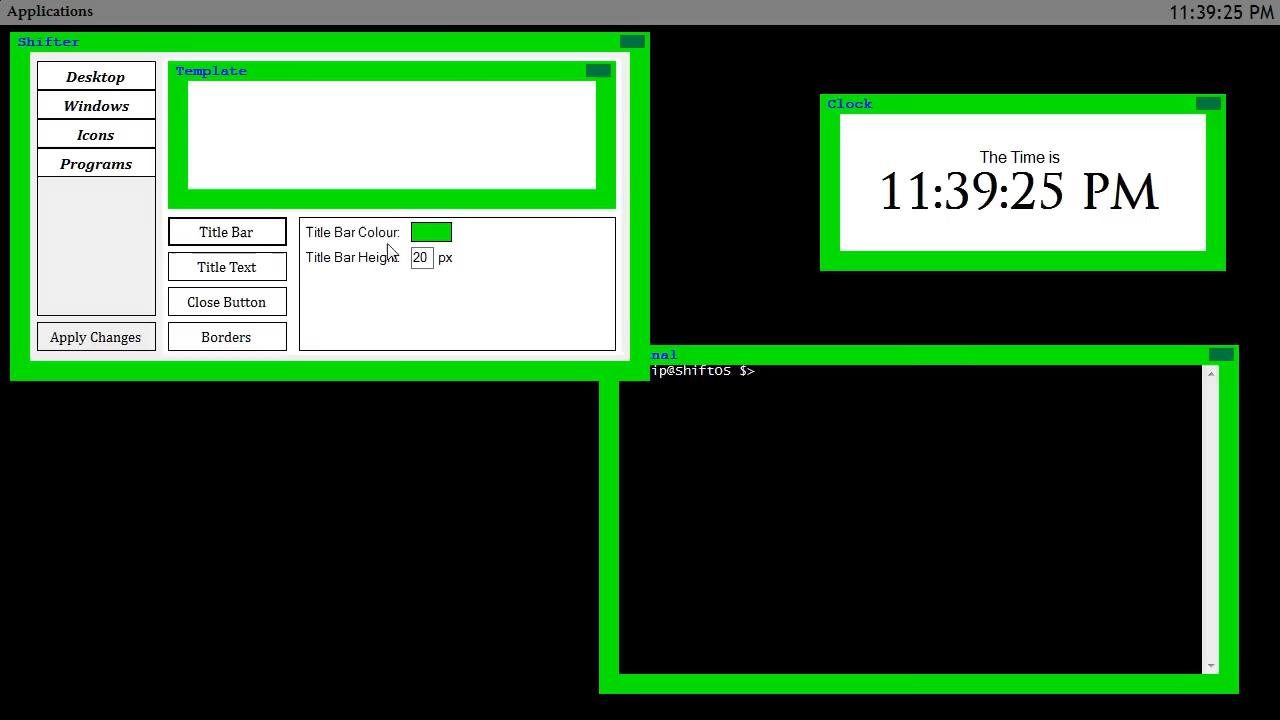 Applications
11:39:25 PM
Shifter
Desktop
Windows
Icons
Programs
Apply Changes
Template
Title Bar
Title Text
Close Button
Borders
Title Bar Colour:
Title Bar Height: 20 px
Clock
The Time is
11:39:25 PM
nal
ip@shiftOS $>